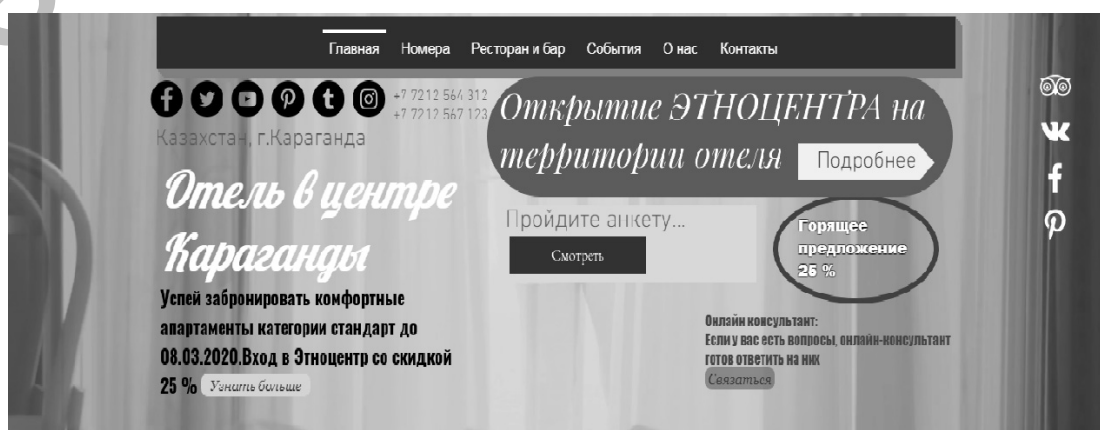 Главная Номера Ресторан и бар События О нас Контакты
+7 7212 564 312
+7 7212 567 123
Казахстан, г.Караганда
Отель в центре
Караганды
Успей забронировать комфортные
апартаменты категории стандарт до
08.03.2020.Вход в Этноцентр со скидкой
25 % Узнать больше
Открытие ЭТНОЦЕНТРА на
территории отеля Подробнее
Пройдите анкету...
Смотреть
Горящее
предложение
25 %
Онлайн консультант:
Если у вас есть вопросы, онлайн-консультант
готов ответить на них
Связаться